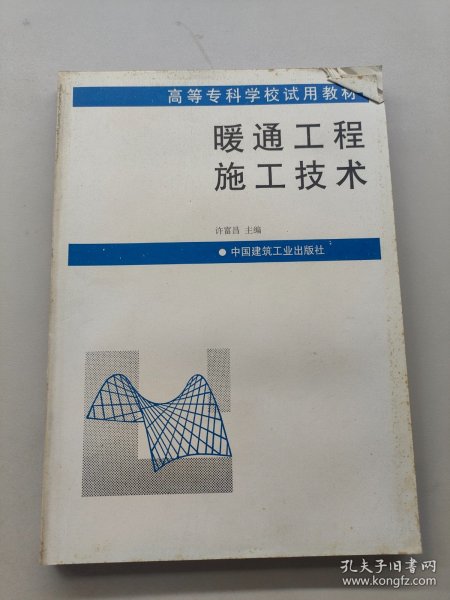 高等专科学校试用教材
暖通工程
施工技术
许富昌 主编
中国建筑工业出版社
孔夫子旧书网
www.kongfz.com